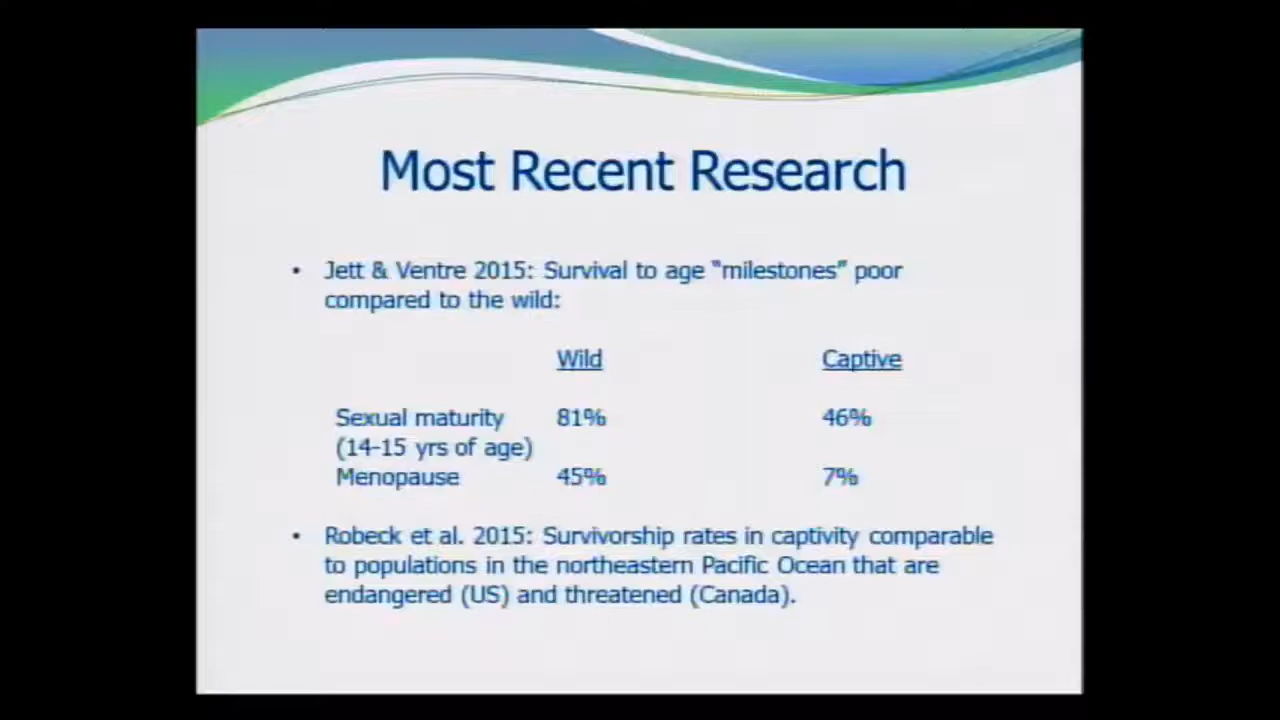 Most Recent Research
• Jett & Ventre 2015: Survival to age “milestones” poor
compared to the wild:
Wild Captive
Sexual maturity 81% 46%
(14-15 yrs of age)
Menopause 45% 7%
• Robeck et al. 2015: Survivorship rates in captivity comparable
to populations in the northeastern Pacific Ocean that are
endangered (US) and threatened (Canada).